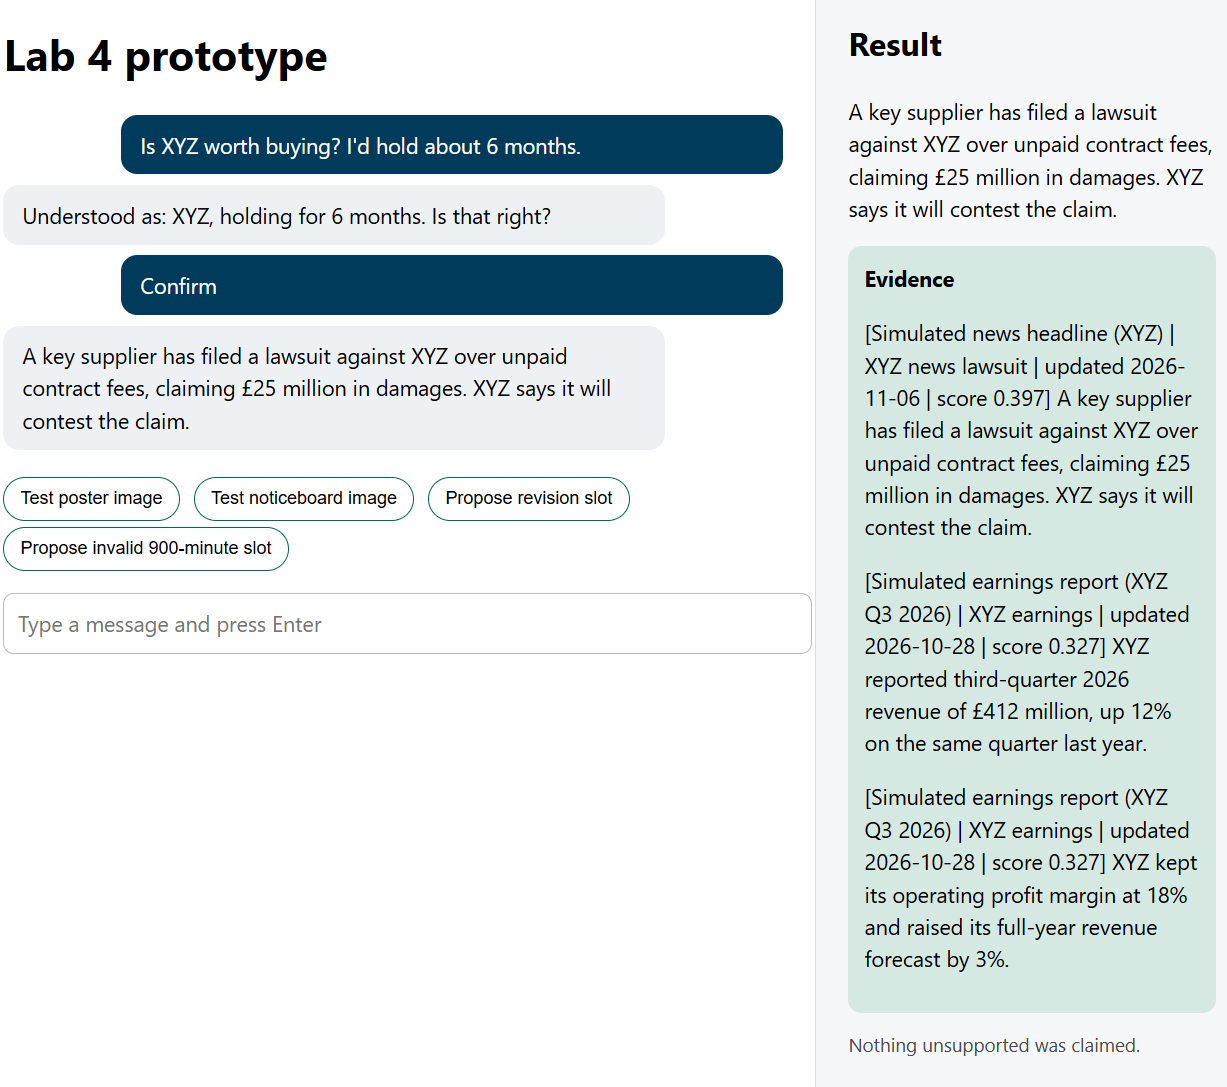 Lab 4 prototype
Is XYZ worth buying? I'd hold about 6 months.
Understood as: XYZ, holding for 6 months. Is that right?
Confirm
A key supplier has filed a lawsuit against XYZ over unpaid
contract fees, claiming £25 million in damages. XYZ says it will
contest the claim.
Test poster image
Test noticeboard image
Propose revision slot
Propose invalid 900-minute slot
Type a message and press Enter
Result
A key supplier has filed a lawsuit
against XYZ over unpaid contract fees,
claiming £25 million in damages. XYZ
says it will contest the claim.
Evidence
[Simulated news headline (XYZ) |
XYZ news lawsuit | updated 2026-
11-06 | score 0.397] A key supplier
has filed a lawsuit against XYZ over
unpaid contract fees, claiming £25
million in damages. XYZ says it will
contest the claim.
[Simulated earnings report (XYZ
Q3 2026) | XYZ earnings | updated
2026-10-28 | score 0.327] XYZ
reported third-quarter 2026
revenue of £412 million, up 12%
on the same quarter last year.
[Simulated earnings report (XYZ
Q3 2026) | XYZ earnings | updated
2026-10-28 | score 0.327] XYZ kept
its operating profit margin at 18%
and raised its full-year revenue
forecast by 3%.
Nothing unsupported was claimed.